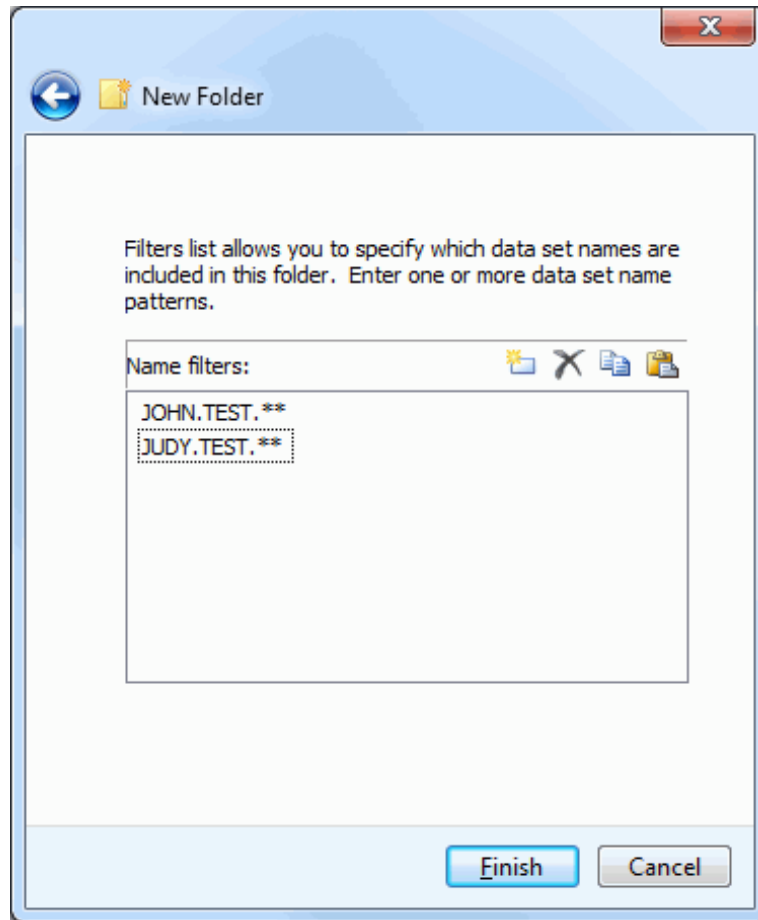 New Folder
Filters list allows you to specify which data set names are
included in this folder.  Enter one or more data set name
patterns.
Name filters:
JOHN.TEST.**
JUDY.TEST.**
Finish
Cancel